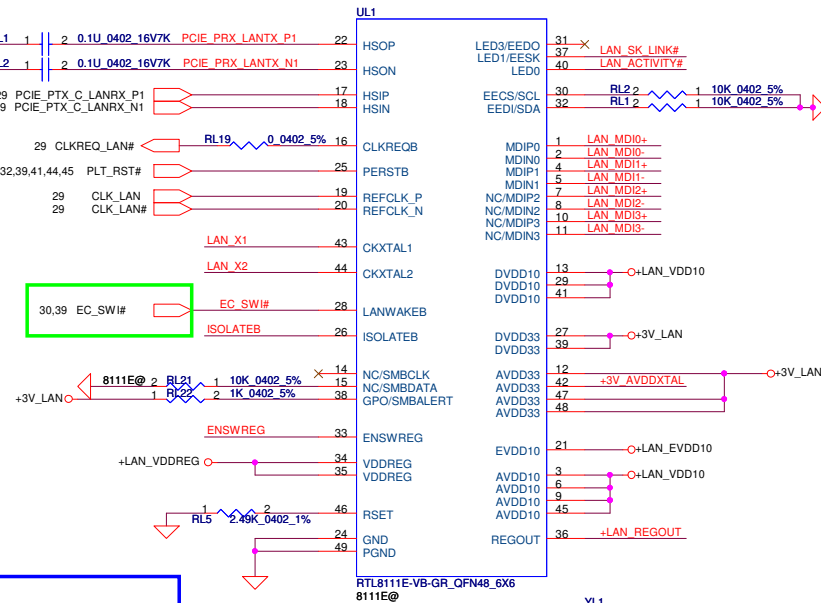 UL1
L1 1 2 0.1U_0402_16V7K PCIE_PRX_LANTX_P1 22 HSOP
L2 1 2 0.1U_0402_16V7K PCIE_PRX_LANTX_N1 23 HSON
29 PCIE_PTX_C_LANRX_P1 17 HSIP
9 PCIE_PTX_C_LANRX_N1 18 HSIN
29 CLKREQ_LAN# RL19 0_0402_5% 16 CLKREQB
32,39,41,44,45 PLT_RST# 25 PERSTB
29 CLK_LAN 19 REFCLK_P
29 CLK_LAN# 20 REFCLK_N
LAN_X1 43 CKXTAL1
LAN_X2 44 CKXTAL2
30,39 EC_SWI# EC_SWI# 28 LANWAKEB
ISOLATEB 26 ISOLATEB
14 NC/SMBCLK
8111E@ 2 RL21 1 10K_0402_5% 15 NC/SMBDATA
+3V_LAN 1 RL22 2 1K_0402_5% 38 GPO/SMBALERT
ENSWREG 33 ENSWREG
+LAN_VDDREG 34 VDDREG
35 VDDREG
1 RL5 2 2.49K_0402_1% 46 RSET
24 GND
49 PGND
LED3/EEDO 31
LED1/EESK 37 LAN_SK_LINK#
LED0 40 LAN_ACTIVITY#
EECS/SCL 30 RL2 2 1 10K_0402_5%
EEDI/SDA 32 RL1 2 1 10K_0402_5%
MDIP0 1 LAN_MDI0+
MDIN0 2 LAN_MDI0-
MDIP1 4 LAN_MDI1+
MDIN1 5 LAN_MDI1-
NC/MDIP2 7 LAN_MDI2+
NC/MDIN2 8 LAN_MDI2-
NC/MDIP3 10 LAN_MDI3+
NC/MDIN3 11 LAN_MDI3-
DVDD10 13 +LAN_VDD10
DVDD10 29
DVDD10 41
DVDD33 27 +3V_LAN
DVDD33 39
AVDD33 12 +3V_LAN
AVDD33 42 +3V_AVDDXTAL
AVDD33 47
AVDD33 48
EVDD10 21 +LAN_EVDD10
AVDD10 3 +LAN_VDD10
AVDD10 6
AVDD10 9
AVDD10 45
REGOUT 36 +LAN_REGOUT
RTL8111E-VB-GR_QFN48_6X6
8111E@
YL1